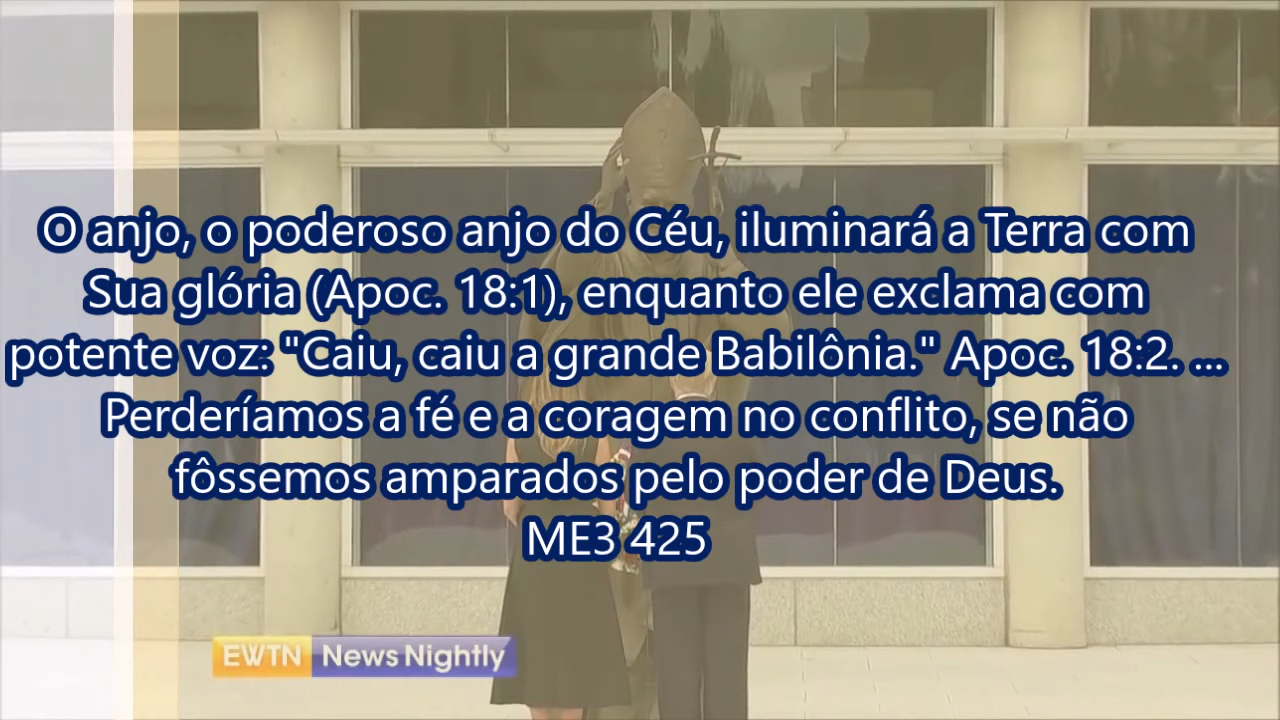 O anjo, o poderoso anjo do Céu, iluminará a Terra com
Sua glória (Apoc. 18:1), enquanto ele exclama com
potente voz: "Caiu, caiu a grande Babilônia." Apoc. 18:2. ...
Perderíamos a fé e a coragem no conflito, se não
fôssemos amparados pelo poder de Deus.
ME3 425
EWTN News Nightly